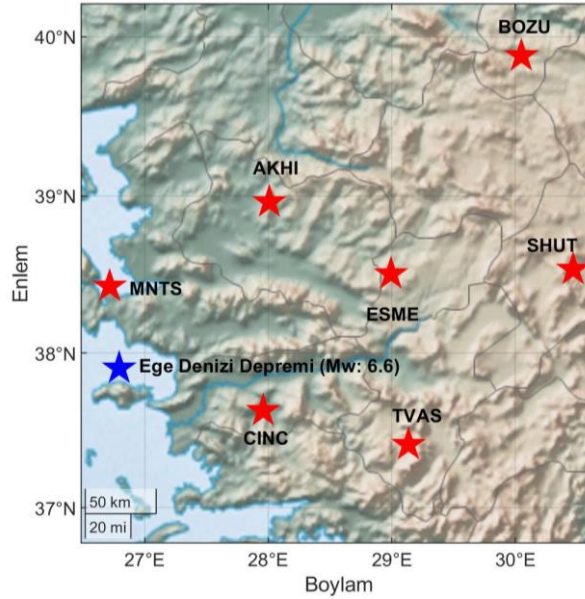 40°N
BOZU
AKHI
39°N
SHUT
MNTS
ESME
Enlem
38°N
Ege Denizi Depremi (Mw: 6.6)
TVAS
CINC
37°N
50 km
20 mi
27°E
28°E
29°E
30°E
Boylam